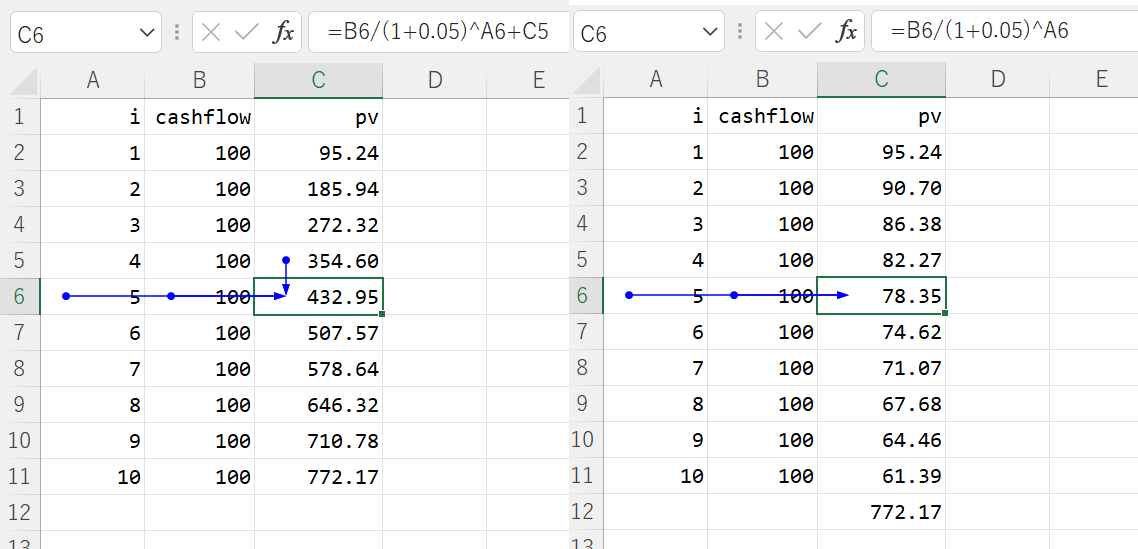 C6 fx =B6/(1+0.05)^A6+C5
A B C D E
1 i cashflow pv
2 1 100 95.24
3 2 100 185.94
4 3 100 272.32
5 4 100 354.60
6 5 100 432.95
7 6 100 507.57
8 7 100 578.64
9 8 100 646.32
10 9 100 710.78
11 10 100 772.17
12
13
C6 fx =B6/(1+0.05)^A6
A B C D E
1 i cashflow pv
2 1 100 95.24
3 2 100 90.70
4 3 100 86.38
5 4 100 82.27
6 5 100 78.35
7 6 100 74.62
8 7 100 71.07
9 8 100 67.68
10 9 100 64.46
11 10 100 61.39
12 772.17
13